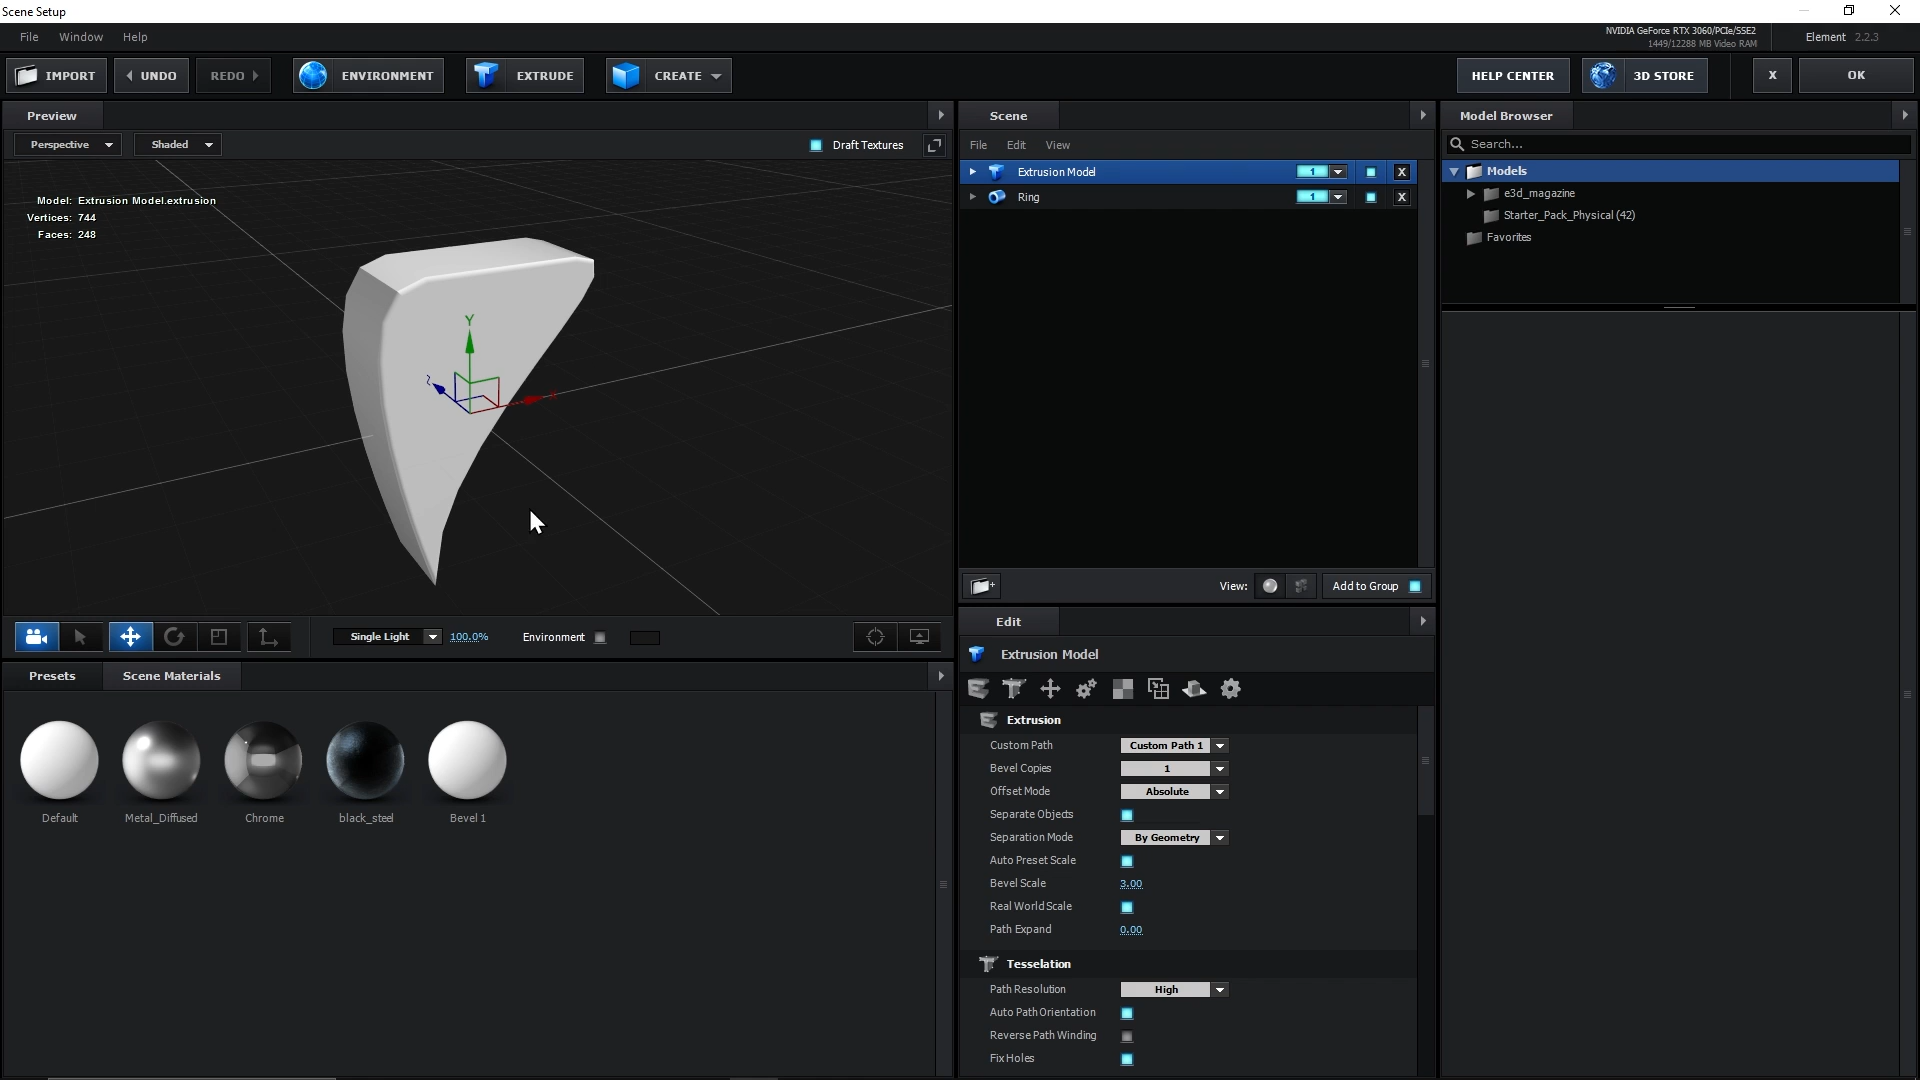 Scene Setup
File Window Help
NVIDIA GeForce RTX 3060/PCIe/SSE2
1449/12288 MB Video RAM
Element 2.2.3
IMPORT UNDO REDO ENVIRONMENT EXTRUDE CREATE HELP CENTER 3D STORE X OK
Preview
Perspective Shaded Draft Textures
Model: Extrusion Model.extrusion
Vertices: 744
Faces: 248
Y
Z
X
Single Light 100.0% Environment
Presets Scene Materials
Default Metal_Diffused Chrome black_steel Bevel 1
Scene
File Edit View
Extrusion Model 1 X
Ring 1 X
View: Add to Group
Edit
Extrusion Model
Extrusion
Custom Path Custom Path 1
Bevel Copies 1
Offset Mode Absolute
Separate Objects
Separation Mode By Geometry
Auto Preset Scale
Bevel Scale 3.00
Real World Scale
Path Expand 0.00
Tesselation
Path Resolution High
Auto Path Orientation
Reverse Path Winding
Fix Holes
Model Browser
Search...
Models
e3d_magazine
Starter_Pack_Physical (42)
Favorites